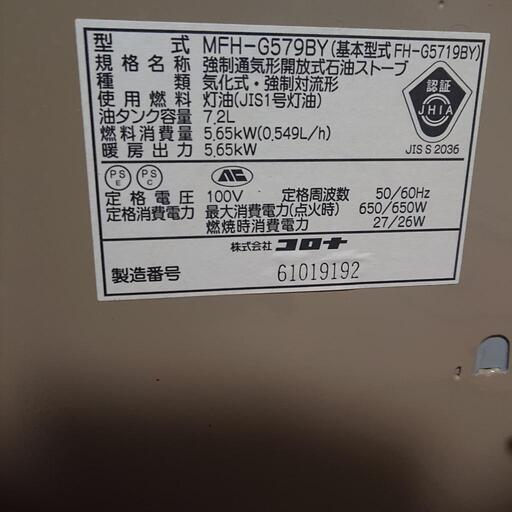 型 式 MFH-G579BY(基本型式FH-G5719BY)
規格名称 強制通気形開放式石油ストーブ
種類 気化式・強制対流形
使用燃料 灯油(JIS1号灯油)
油タンク容量 7.2L
燃料消費量 5.65kW(0.549L/h)
暖房出力 5.65kW
認証
JHIA
JIS S 2036
PS E PS C
定格電圧 100V 定格周波数 50/60Hz
定格消費電力 最大消費電力(点火時) 650/650W
燃焼時消費電力 27/26W
株式会社 コロナ
製造番号 61019192